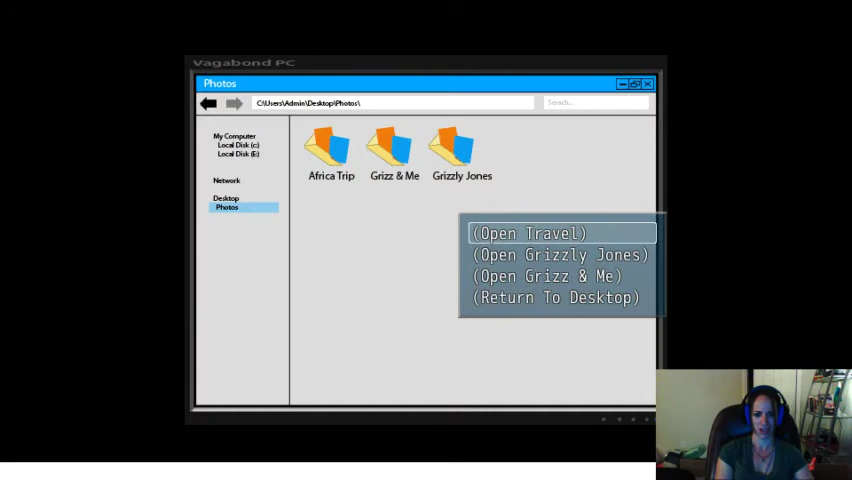 Vagabond PC
Photos
C:\Users\Admin\Desktop\Photos\
Serach...
My Computer
Local Disk (c:)
Local Disk (E:)
Network
Desktop
Photos
Africa Trip
Grizz & Me
Grizzly Jones
(Open Travel)
(Open Grizzly Jones)
(Open Grizz & Me)
(Return To Desktop)